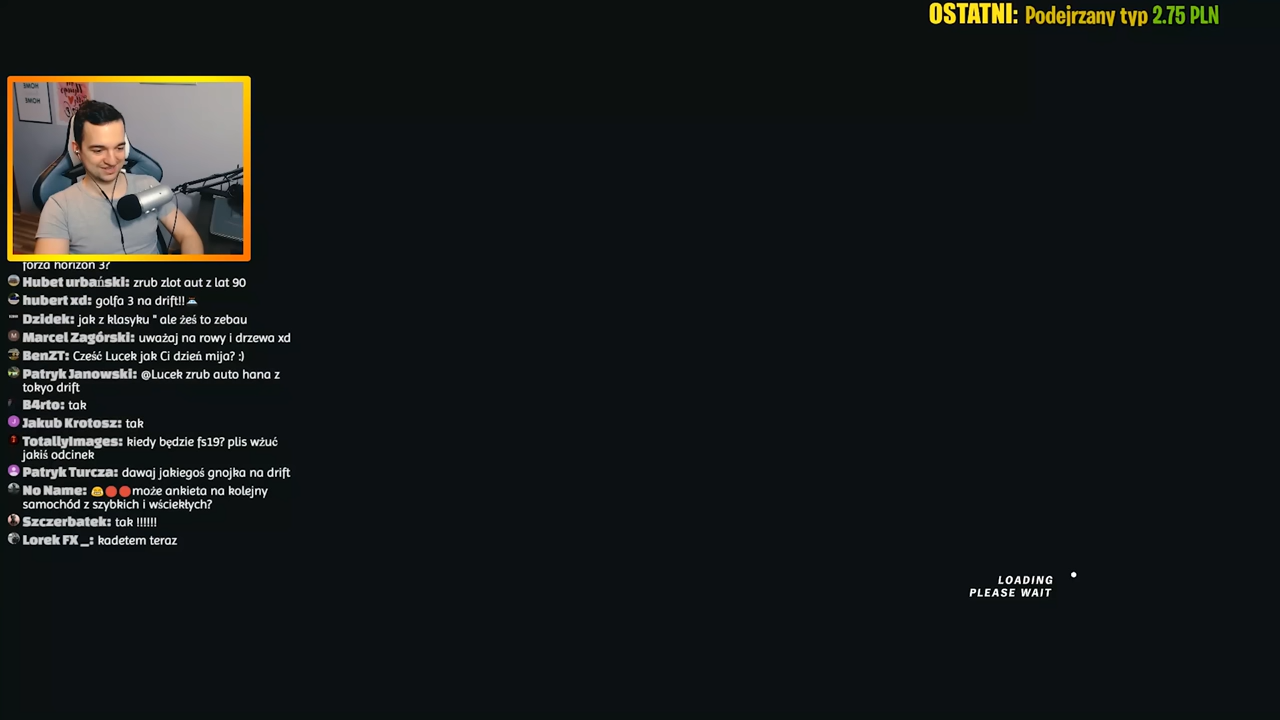 OSTATNI: Podejrzany typ 2.75 PLN
HOME
forza horizon 3?
Hubet urbański: zrub zlot aut z lat 90
hubert xd: golfa 3 na drift!!
Dzidek: jak z klasyku " ale żeś to zebau
Marcel Zagórski: uważaj na rowy i drzewa xd
BenZT: Cześć Lucek jak Ci dzień mija? :)
Patryk Janowski: @Lucek zrub auto hana z
tokyo drift
B4rto: tak
Jakub Krotosz: tak
TotallyImages: kiedy będzie fs19? plis wżuć
jakiś odcinek
Patryk Turcza: dawaj jakiegoś gnojka na drift
No Name: może ankieta na kolejny
samochód z szybkich i wściekłych?
Szczerbatek: tak !!!!!!
Lorek FX _: kadetem teraz
LOADING
PLEASE WAIT